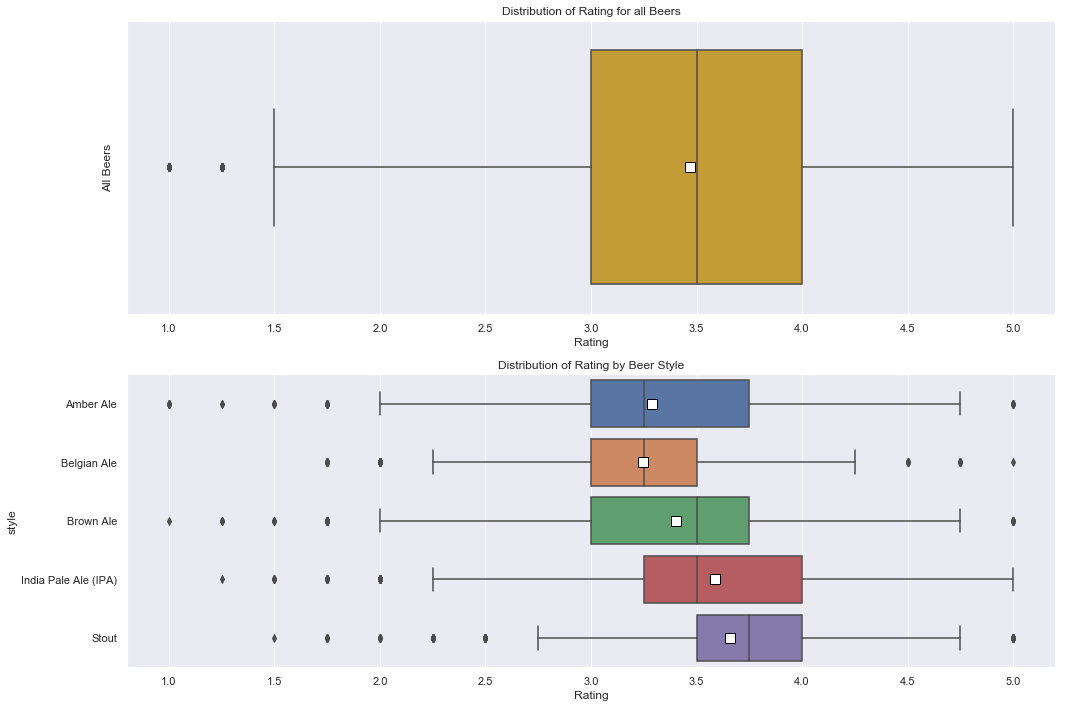 Distribution of Rating for all Beers
All Beers
1.0 1.5 2.0 2.5 3.0 3.5 4.0 4.5 5.0
Rating
Distribution of Rating by Beer Style
style
Amber Ale
Belgian Ale
Brown Ale
India Pale Ale (IPA)
Stout
1.0 1.5 2.0 2.5 3.0 3.5 4.0 4.5 5.0
Rating